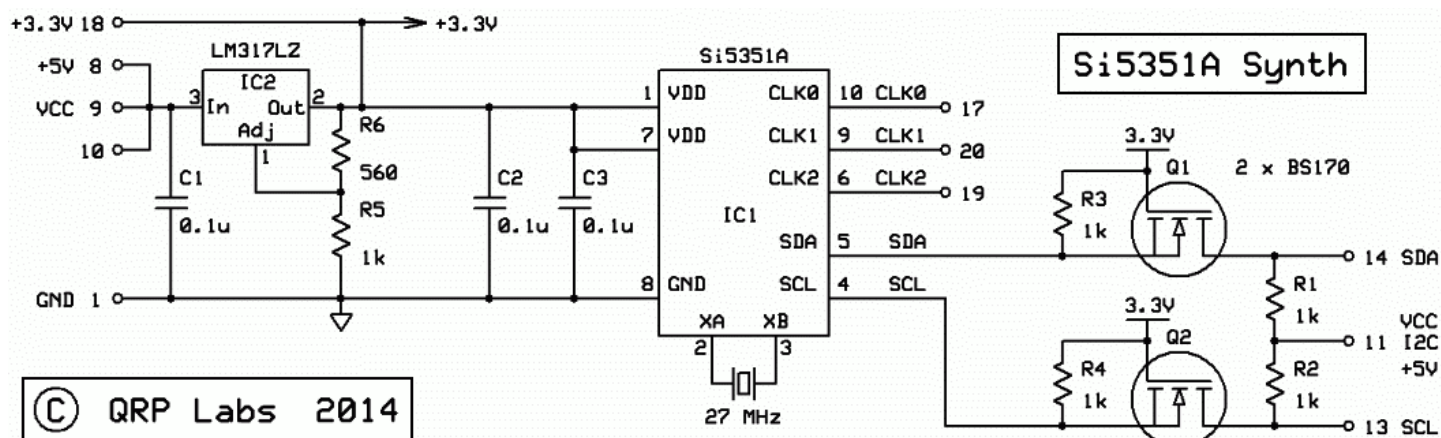 +3.3V 18
+3.3V
LM317LZ
+5V 8
IC2
3 In Out 2
VCC 9
Adj
10
1
R6
560
R5
1k
C1
0.1u
C2
0.1u
C3
0.1u
GND 1
Si5351A
1 VDD CLK0 10 CLK0 17
7 VDD CLK1 9 CLK1 20
CLK2 6 CLK2 19
IC1
SDA 5 SDA
8 GND SCL 4 SCL
XA XB
2 3
27 MHz
Si5351A Synth
3.3V
Q1
2 x BS170
R3
1k
14 SDA
R1
1k
3.3V
Q2
VCC
11 I2C
+5V
R4
1k
R2
1k
13 SCL
© QRP Labs 2014